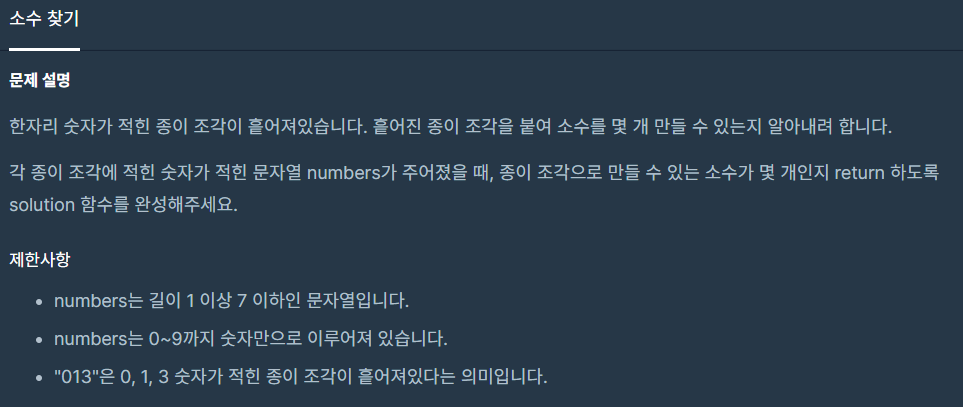 소수 찾기
문제 설명
한자리 숫자가 적힌 종이 조각이 흩어져있습니다. 흩어진 종이 조각을 붙여 소수를 몇 개 만들 수 있는지 알아내려 합니다.
각 종이 조각에 적힌 숫자가 적힌 문자열 numbers가 주어졌을 때, 종이 조각으로 만들 수 있는 소수가 몇 개인지 return 하도록
solution 함수를 완성해주세요.
제한사항
• numbers는 길이 1 이상 7 이하인 문자열입니다.
• numbers는 0~9까지 숫자만으로 이루어져 있습니다.
• "013"은 0, 1, 3 숫자가 적힌 종이 조각이 흩어져있다는 의미입니다.